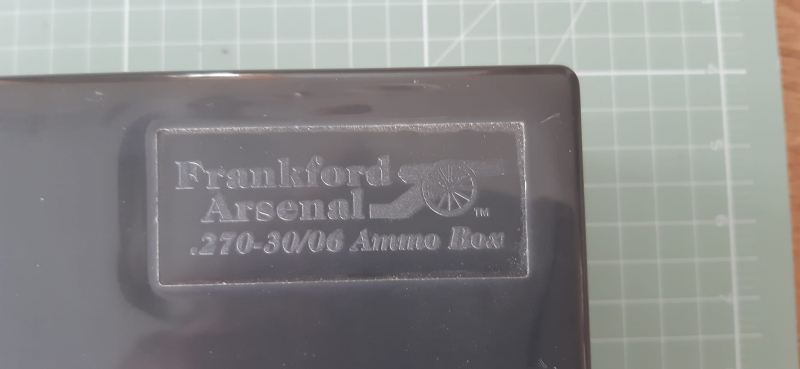 Frankford
Arsenal
™
.270-30/06 Ammo Box